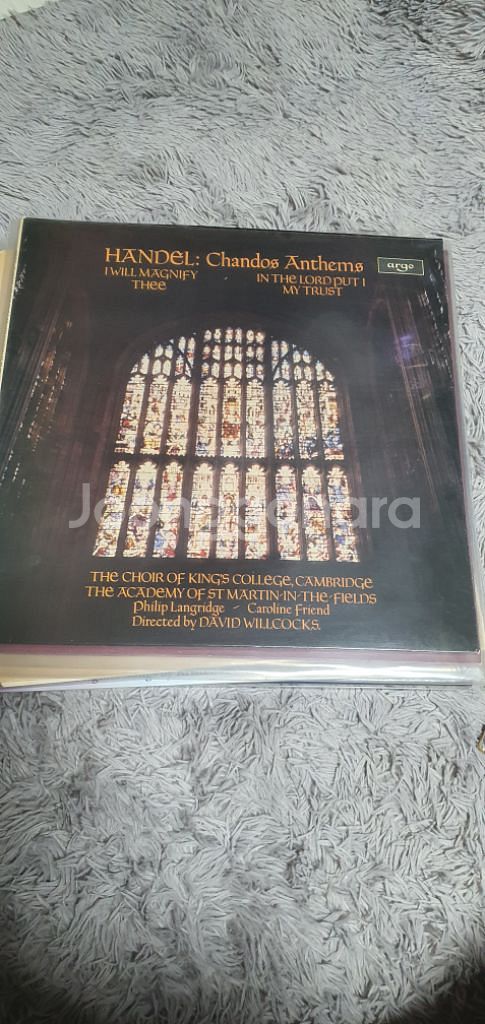 HANDEL: Chandos Anthems
argo
I WILL MAGNIFY THEE
IN THE LORD PUT I MY TRUST
Joonggonara
THE CHOIR OF KING'S COLLEGE, CAMBRIDGE
THE ACADEMY OF ST MARTIN-IN-THE-FIELDS
Philip Langridge - Caroline Friend
Directed by DAVID WILLCOCKS.